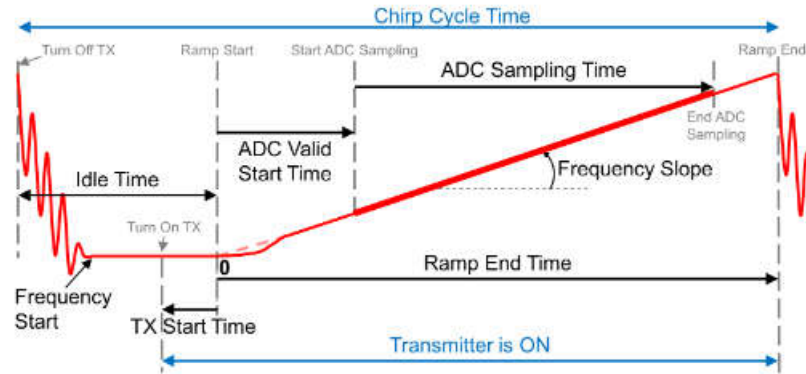 Chirp Cycle Time
Turn Off TX
Ramp Start
Start ADC Sampling
Ramp End
ADC Sampling Time
End ADC
Sampling
ADC Valid
Start Time
Frequency Slope
Idle Time
Turn On TX
0
Ramp End Time
Frequency
Start
TX Start Time
Transmitter is ON